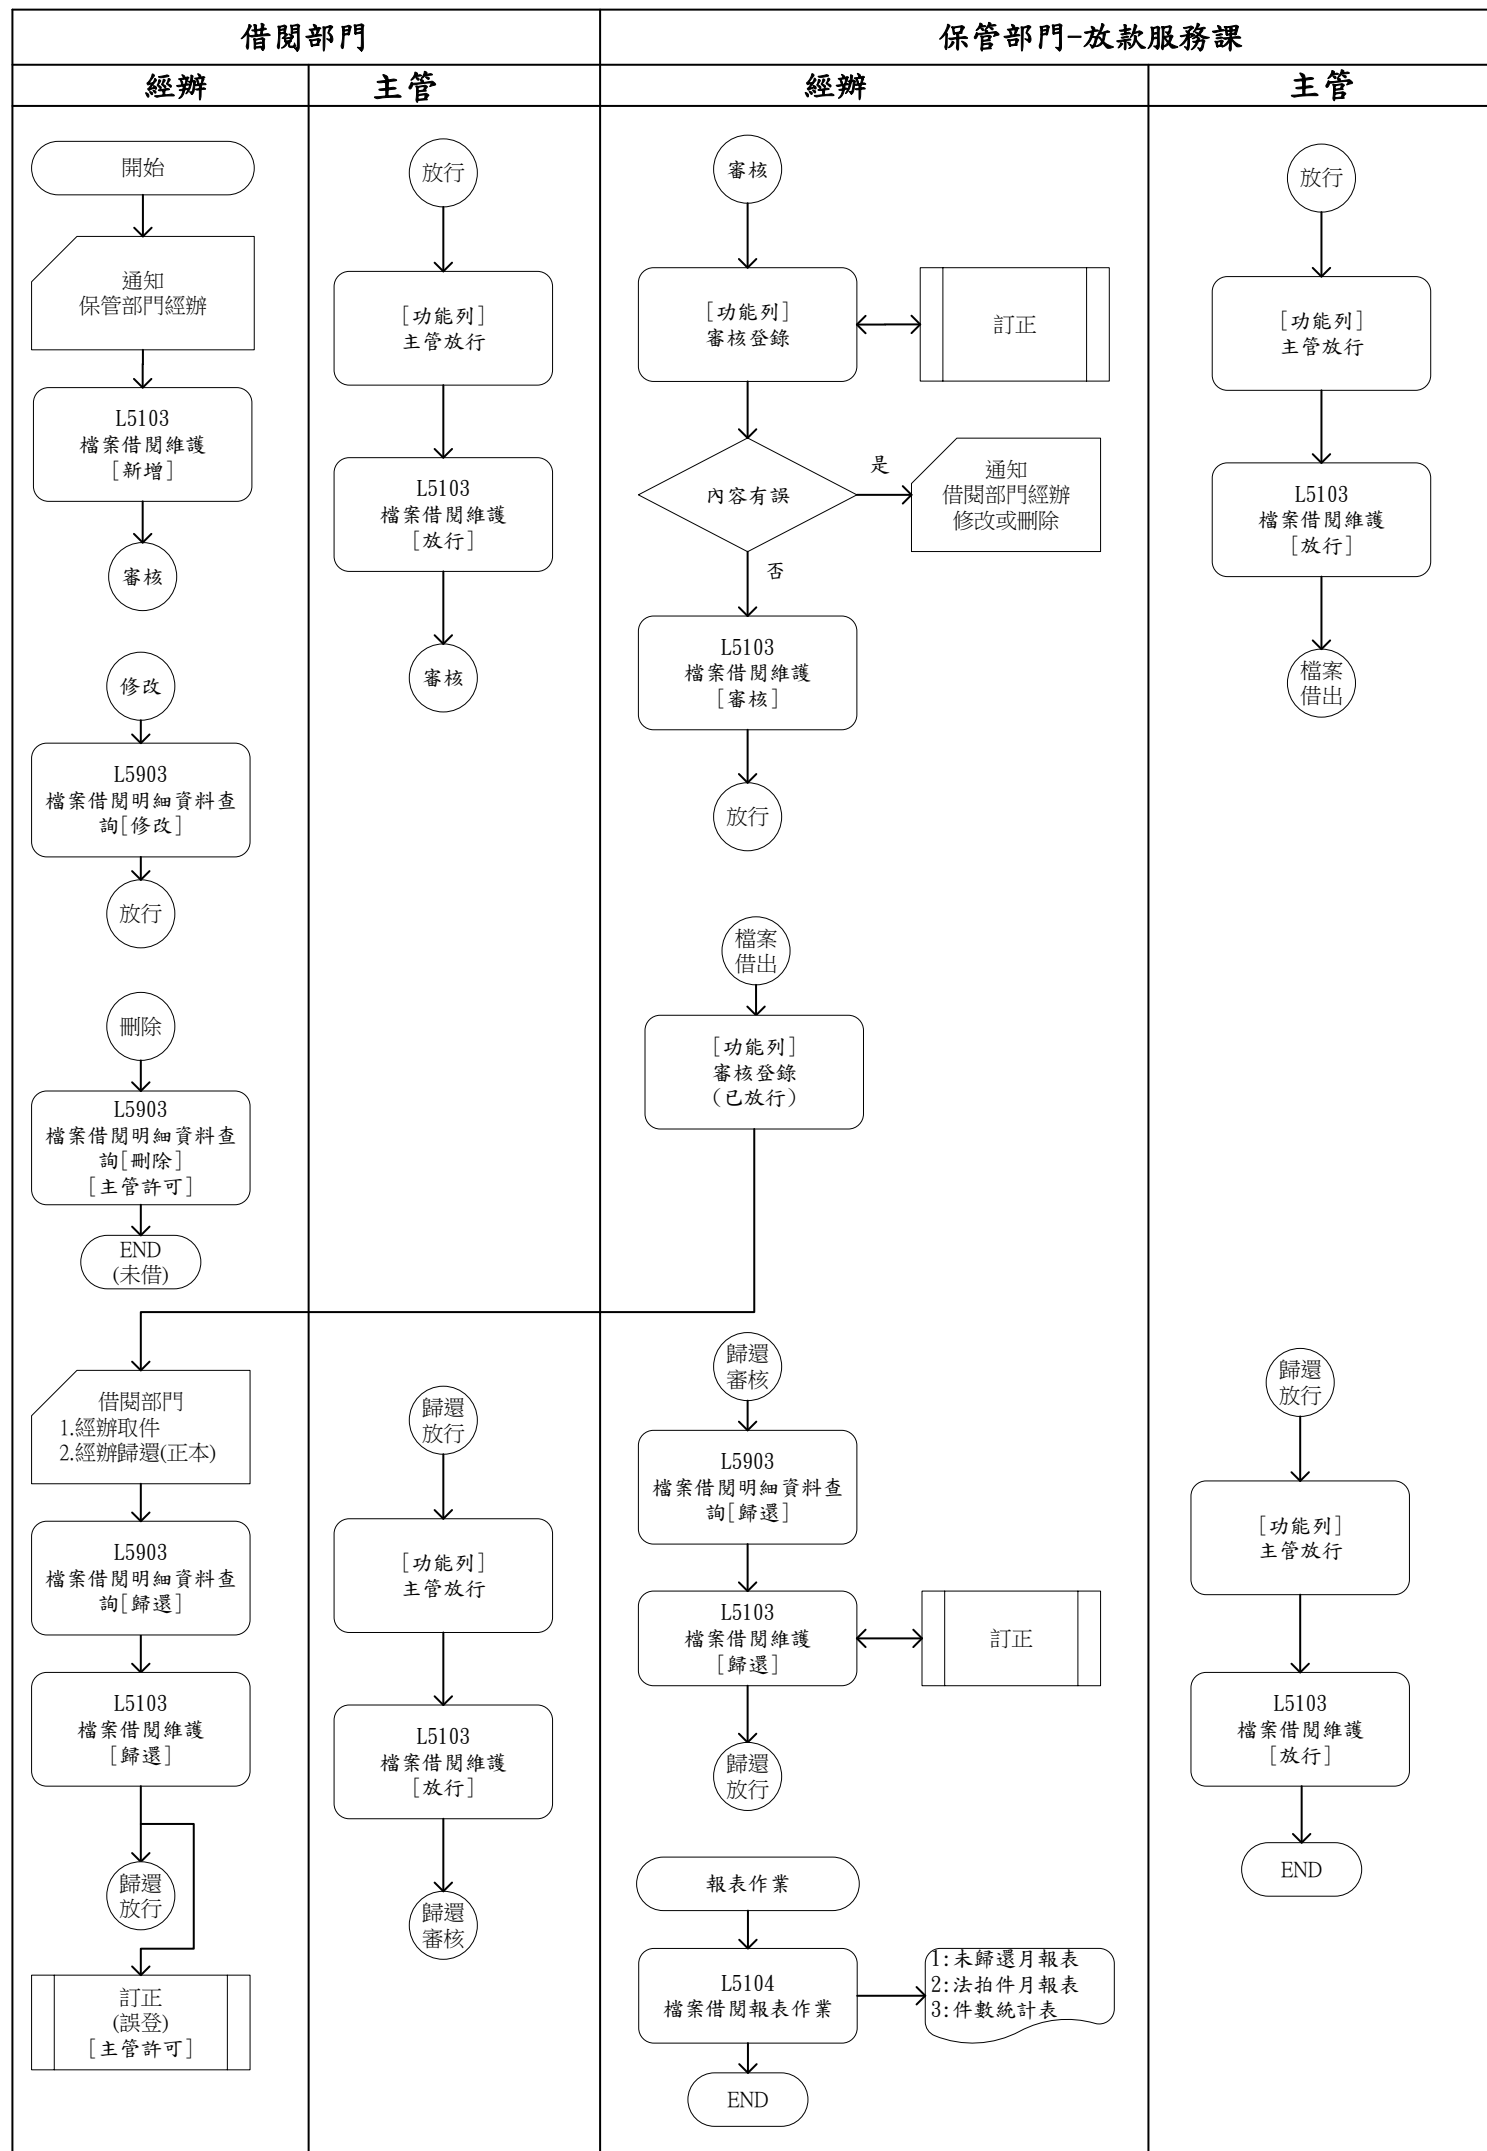 借閱部門
保管部門-放款服務課
經辦
主管
經辦
主管
開始
通知
保管部門經辦
L5103
檔案借閱維護
[新增]
審核
修改
L5903
檔案借閱明細資料查
詢[修改]
放行
刪除
L5903
檔案借閱明細資料查
詢[刪除]
[主管許可]
END
(未借)
借閱部門
1.經辦取件
2.經辦歸還(正本)
L5903
檔案借閱明細資料查
詢[歸還]
L5103
檔案借閱維護
[歸還]
歸還
放行
訂正
(誤登)
[主管許可]
放行
[功能列]
主管放行
L5103
檔案借閱維護
[放行]
審核
歸還
放行
[功能列]
主管放行
L5103
檔案借閱維護
[放行]
歸還
審核
審核
[功能列]
審核登錄
訂正
內容有誤
是
通知
借閱部門經辦
修改或刪除
否
L5103
檔案借閱維護
[審核]
放行
檔案
借出
[功能列]
審核登錄
(已放行)
歸還
審核
L5903
檔案借閱明細資料查
詢[歸還]
L5103
檔案借閱維護
[歸還]
訂正
歸還
放行
報表作業
L5104
檔案借閱報表作業
1:未歸還月報表
2:法拍件月報表
3:件數統計表
END
放行
[功能列]
主管放行
L5103
檔案借閱維護
[放行]
檔案
借出
歸還
放行
[功能列]
主管放行
L5103
檔案借閱維護
[放行]
END